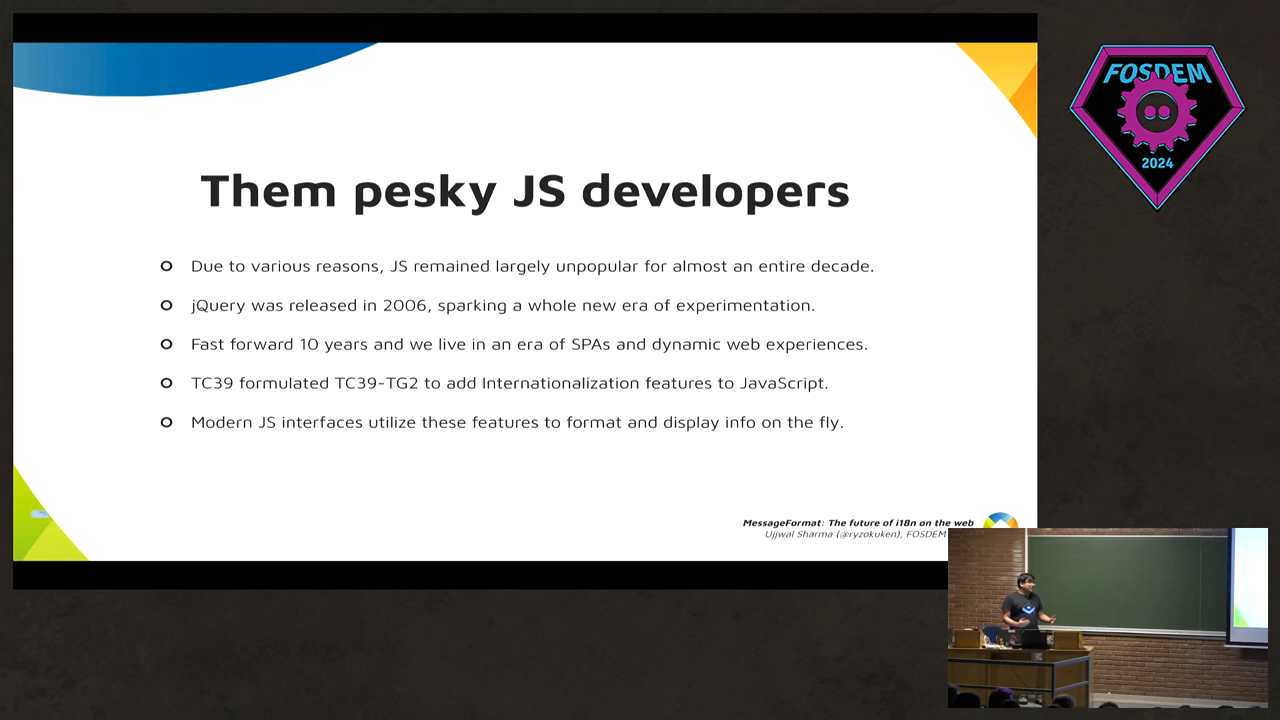 Them pesky JS developers
Due to various reasons, JS remained largely unpopular for almost an entire decade.
jQuery was released in 2006, sparking a whole new era of experimentation.
Fast forward 10 years and we live in an era of SPAs and dynamic web experiences.
TC39 formulated TC39-TG2 to add Internationalization features to JavaScript.
Modern JS interfaces utilize these features to format and display info on the fly.
MessageFormat: The future of i18n on the web
Ujjwal Sharma (@ryzokuken), FOSDEM
FOSDEM
2024